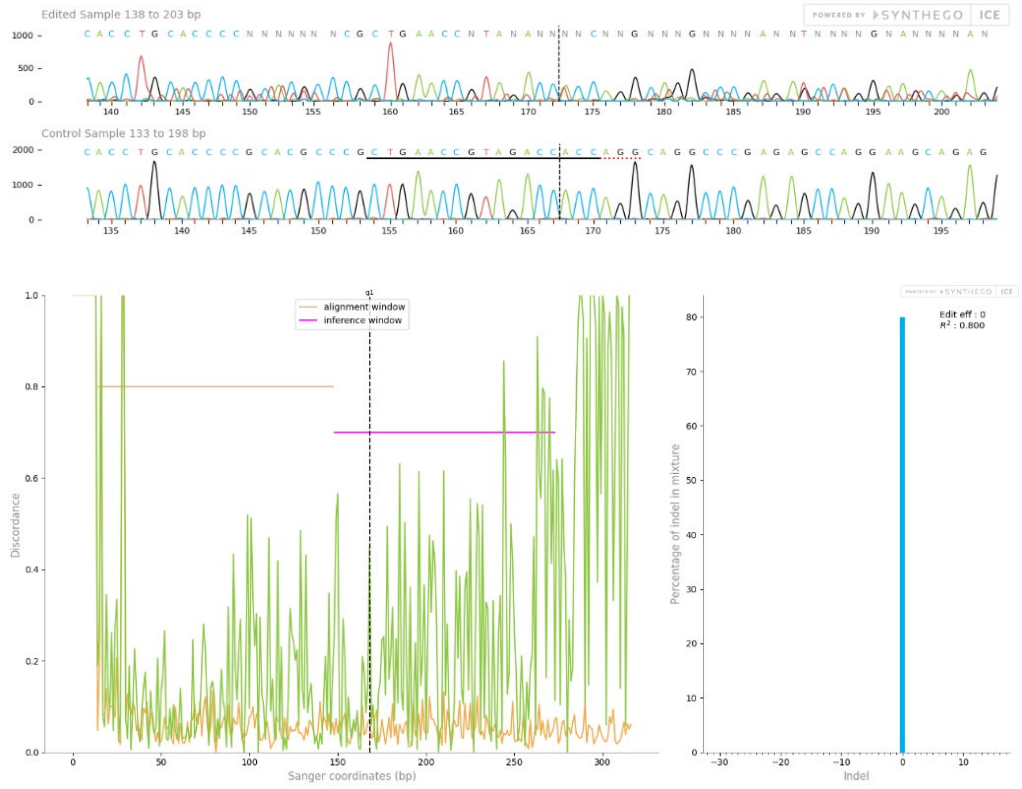 Edited Sample 138 to 203 bp
POWERED BY SYNTHEGO ICE
C A C C T G C A C C C C N N N N N N N C G C T G A A C C N T A N A N N N N C N N G N N N G N N N N A N N T N N N N G N A N N N N A N
1000
500
0
140 145 150 155 160 165 170 175 180 185 190 195 200
Control Sample 133 to 198 bp
C A C C T G C A C C C C G C A C G C C C G C T G A A C C G T A G A C C A C C A G G C A G G C C C G A G A G C C A G G A A G C A G A G
2000
1000
0
135 140 145 150 155 160 165 170 175 180 185 190 195
POWERED BY SYNTHEGO ICE
g1
alignment window
inference window
1.0
0.8
0.6
0.4
0.2
0.0
Discordance
0 50 100 150 200 250 300
Sanger coordinates (bp)
Edit eff : 0
R² : 0.800
80
70
60
50
40
30
20
10
0
Percentage of indel in mixture
−30 −20 −10 0 10
Indel